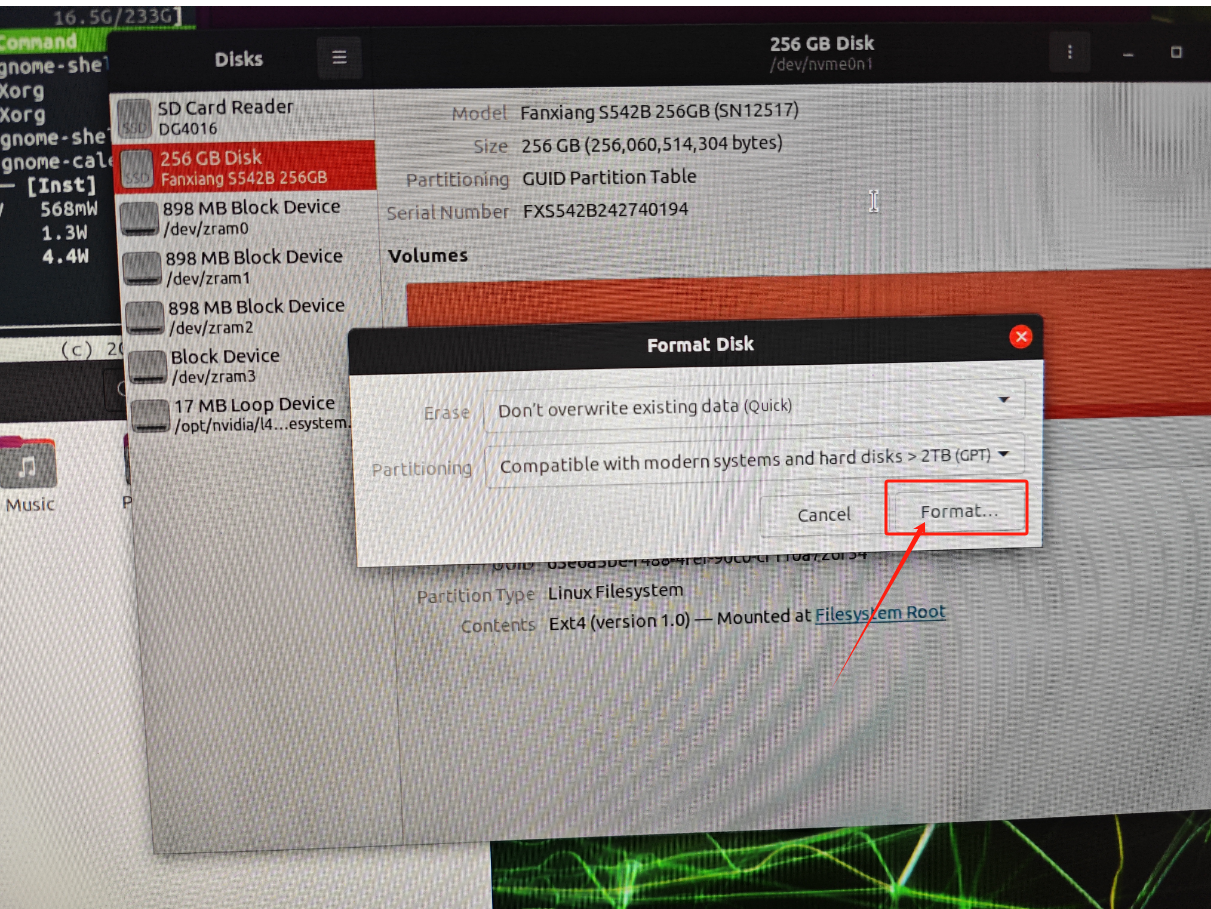 16.5G/233G]
Command
gnome-shel
Xorg
Xorg
gnome-shel
gnome-cale
[Inst]
568mW
1.3W
4.4W
(c) 20
Music
P
Disks
256 GB Disk
/dev/nvme0n1
SD Card Reader
DG4016
256 GB Disk
Fanxiang S542B 256GB
898 MB Block Device
/dev/zram0
898 MB Block Device
/dev/zram1
898 MB Block Device
/dev/zram2
Block Device
/dev/zram3
17 MB Loop Device
/opt/nvidia/l4...esystem.
SSD
SSD
Model Fanxiang S542B 256GB (SN12517)
Size 256 GB (256,060,514,304 bytes)
Partitioning GUID Partition Table
Serial Number FXS542B242740194
Volumes
Format Disk
Erase Don't overwrite existing data (Quick)
Partitioning Compatible with modern systems and hard disks > 2TB (GPT)
Cancel Format...
UUID
Partition Type Linux Filesystem
Contents Ext4 (version 1.0) — Mounted at Filesystem Root